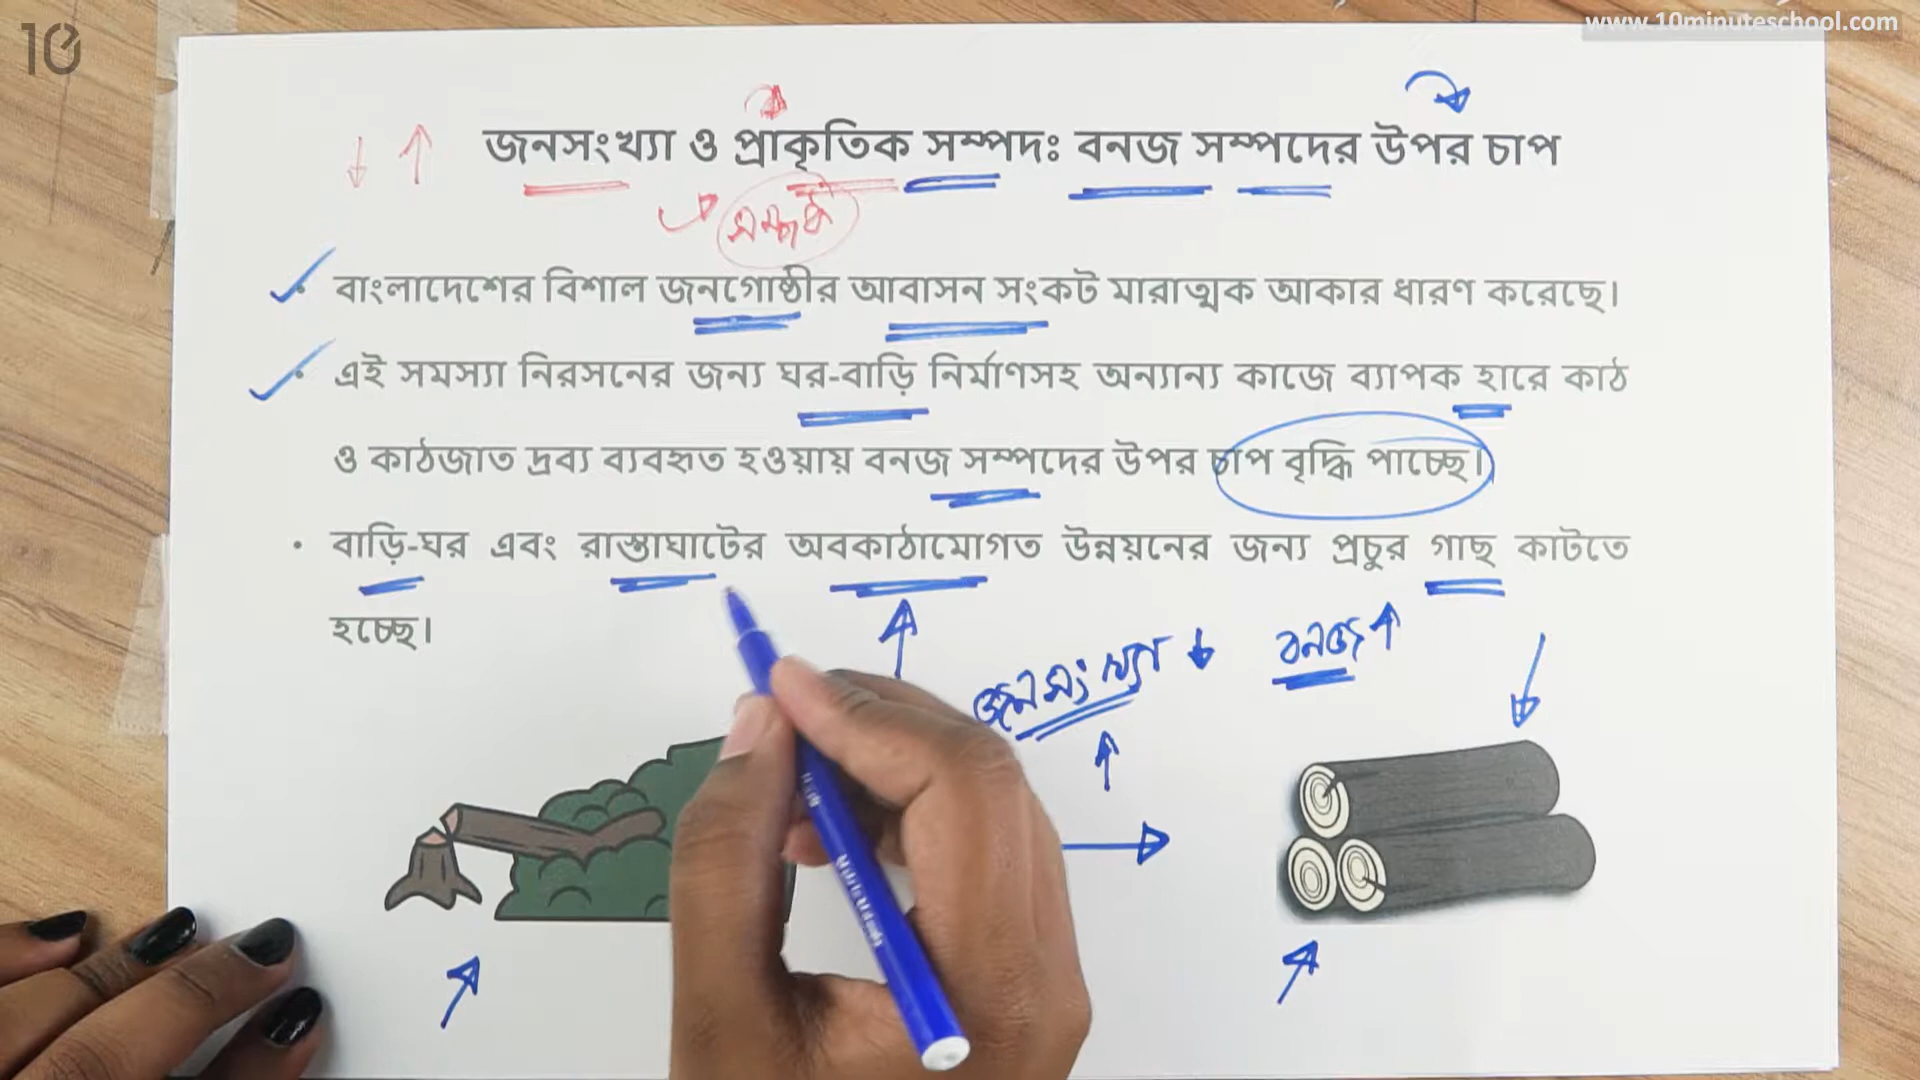 10
www.10minuteschool.com
জনসংখ্যা ও প্রাকৃতিক সম্পদঃ বনজ সম্পদের উপর চাপ
বাংলাদেশের বিশাল জনগোষ্ঠীর আবাসন সংকট মারাত্মক আকার ধারণ করেছে।
এই সমস্যা নিরসনের জন্য ঘর-বাড়ি নির্মাণসহ অন্যান্য কাজে ব্যাপক হারে কাঠ
ও কাঠজাত দ্রব্য ব্যবহৃত হওয়ায় বনজ সম্পদের উপর চাপ বৃদ্ধি পাচ্ছে।
বাড়ি-ঘর এবং রাস্তাঘাটের অবকাঠামোগত উন্নয়নের জন্য প্রচুর গাছ কাটতে
হচ্ছে।
জনসংখ্যা
বনজ